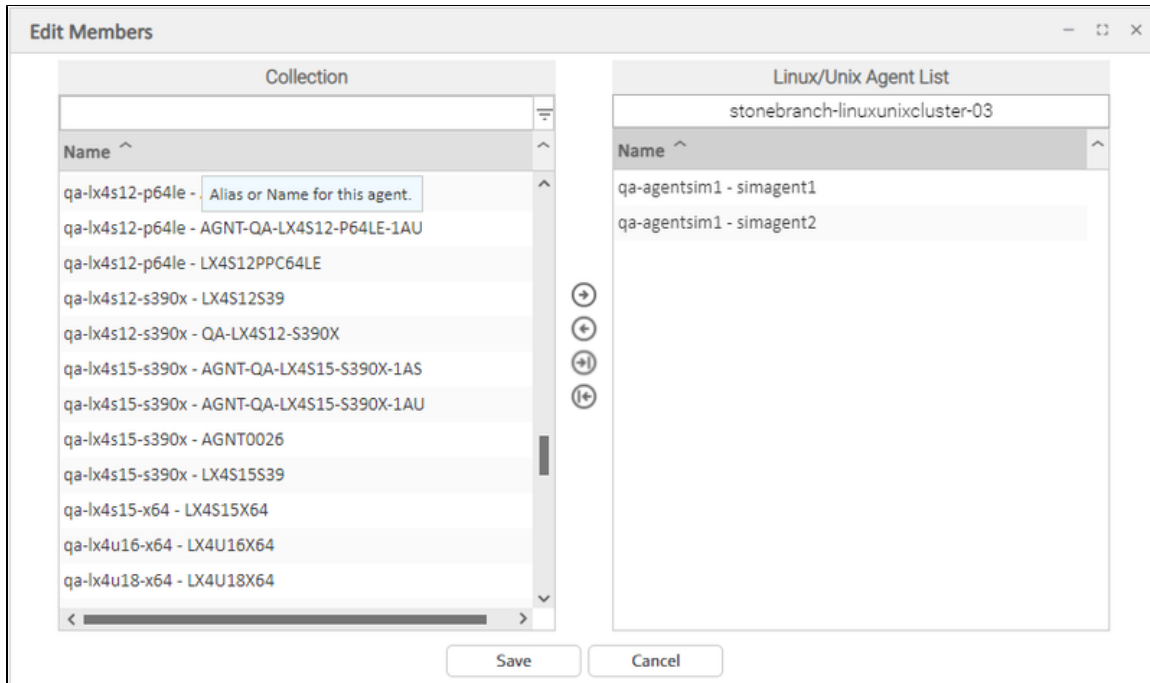 Edit Members
Collection
Linux/Unix Agent List
stonebranch-linuxunixcluster-03
Name
Name
qa-lx4s12-p64le -
Alias or Name for this agent.
qa-lx4s12-p64le - AGNT-QA-LX4S12-P64LE-1AU
qa-lx4s12-p64le - LX4S12PPC64LE
qa-lx4s12-s390x - LX4S12S39
qa-lx4s12-s390x - QA-LX4S12-S390X
qa-lx4s15-s390x - AGNT-QA-LX4S15-S390X-1AS
qa-lx4s15-s390x - AGNT-QA-LX4S15-S390X-1AU
qa-lx4s15-s390x - AGNT0026
qa-lx4s15-s390x - LX4S15S39
qa-lx4s15-x64 - LX4S15X64
qa-lx4u16-x64 - LX4U16X64
qa-lx4u18-x64 - LX4U18X64
qa-agentsim1 - simagent1
qa-agentsim1 - simagent2
Save
Cancel